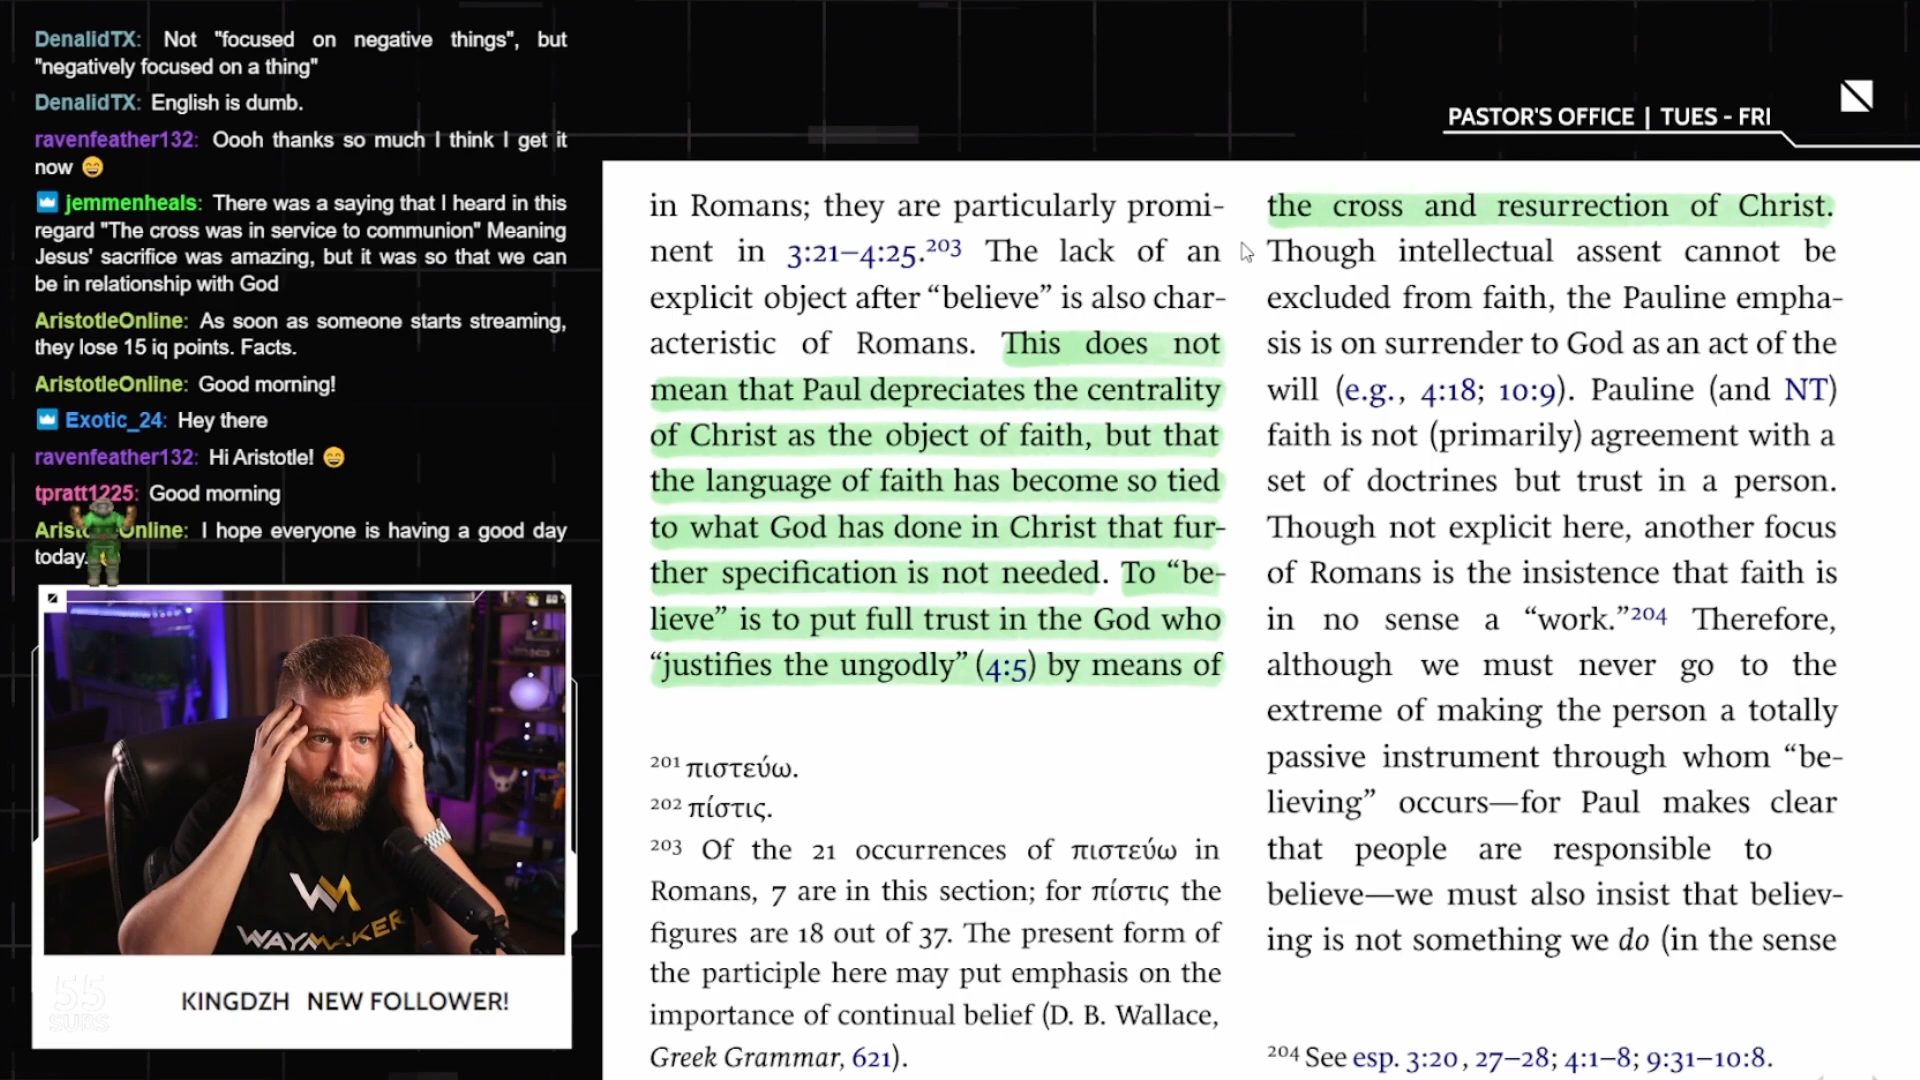 DenalidTX: Not "focused on negative things", but
"negatively focused on a thing"
DenalidTX: English is dumb.
ravenfeather132: Oooh thanks so much I think I get it
now 😄
jemmenheals: There was a saying that I heard in this
regard "The cross was in service to communion" Meaning
Jesus' sacrifice was amazing, but it was so that we can
be in relationship with God
AristotleOnline: As soon as someone starts streaming,
they lose 15 iq points. Facts.
AristotleOnline: Good morning!
Exotic_24: Hey there
ravenfeather132: Hi Aristotle! 😄
tpratt1225: Good morning
AristotleOnline: I hope everyone is having a good day
today.
WAYMAKER
55
SUBS
KINGDZH NEW FOLLOWER!
PASTOR'S OFFICE | TUES - FRI
in Romans; they are particularly promi-
nent in 3:21–4:25.²⁰³ The lack of an
explicit object after “believe” is also char-
acteristic of Romans. This does not
mean that Paul depreciates the centrality
of Christ as the object of faith, but that
the language of faith has become so tied
to what God has done in Christ that fur-
ther specification is not needed. To “be-
lieve” is to put full trust in the God who
“justifies the ungodly” (4:5) by means of
²⁰¹ πιστεύω.
²⁰² πίστις.
²⁰³ Of the 21 occurrences of πιστεύω in
Romans, 7 are in this section; for πίστις the
figures are 18 out of 37. The present form of
the participle here may put emphasis on the
importance of continual belief (D. B. Wallace,
Greek Grammar, 621).
the cross and resurrection of Christ.
Though intellectual assent cannot be
excluded from faith, the Pauline empha-
sis is on surrender to God as an act of the
will (e.g., 4:18; 10:9). Pauline (and NT)
faith is not (primarily) agreement with a
set of doctrines but trust in a person.
Though not explicit here, another focus
of Romans is the insistence that faith is
in no sense a “work.”²⁰⁴ Therefore,
although we must never go to the
extreme of making the person a totally
passive instrument through whom “be-
lieving” occurs—for Paul makes clear
that people are responsible to
believe—we must also insist that believ-
ing is not something we do (in the sense
²⁰⁴ See esp. 3:20, 27–28; 4:1–8; 9:31–10:8.